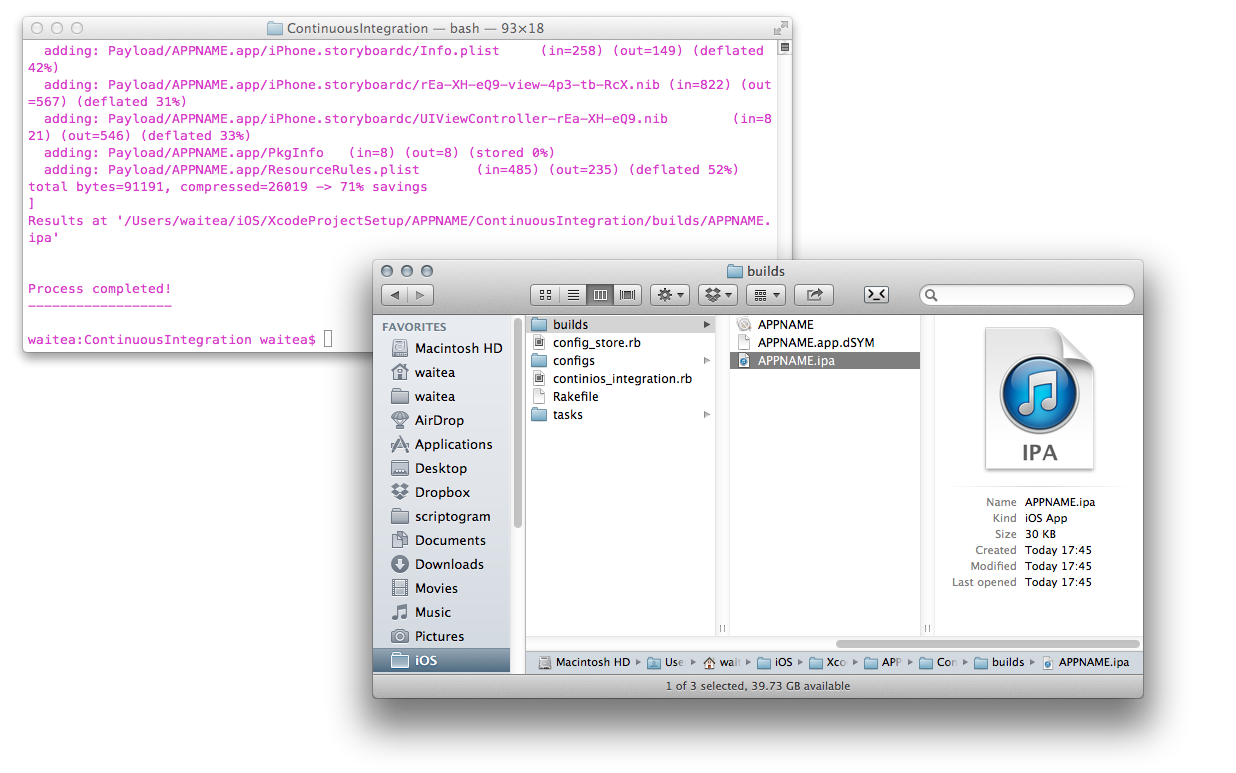 ContinuousIntegration — bash — 93×18
  adding: Payload/APPNAME.app/iPhone.storyboardc/Info.plist     (in=258) (out=149) (deflated
42%)
  adding: Payload/APPNAME.app/iPhone.storyboardc/rEa-XH-eQ9-view-4p3-tb-RcX.nib (in=822) (out
=567) (deflated 31%)
  adding: Payload/APPNAME.app/iPhone.storyboardc/UIViewController-rEa-XH-eQ9.nib        (in=8
21) (out=546) (deflated 33%)
  adding: Payload/APPNAME.app/PkgInfo   (in=8) (out=8) (stored 0%)
  adding: Payload/APPNAME.app/ResourceRules.plist       (in=485) (out=235) (deflated 52%)
total bytes=91191, compressed=26019 -> 71% savings
]
Results at '/Users/waitea/iOS/XcodeProjectSetup/APPNAME/ContinuousIntegration/builds/APPNAME.
ipa'
Process completed!
------------------
waitea:ContinuousIntegration waitea$
builds
FAVORITES
Macintosh HD
waitea
waitea
AirDrop
Applications
Desktop
Dropbox
scriptogram
Documents
Downloads
Movies
Music
Pictures
iOS
builds
config_store.rb
configs
continios_integration.rb
Rakefile
tasks
APPNAME
APPNAME.app.dSYM
APPNAME.ipa
IPA
Name APPNAME.ipa
Kind iOS App
Size 30 KB
Created Today 17:45
Modified Today 17:45
Last opened Today 17:45
Macintosh HD Use wait iOS Xco APP Con builds APPNAME.ipa
1 of 3 selected, 39.73 GB available